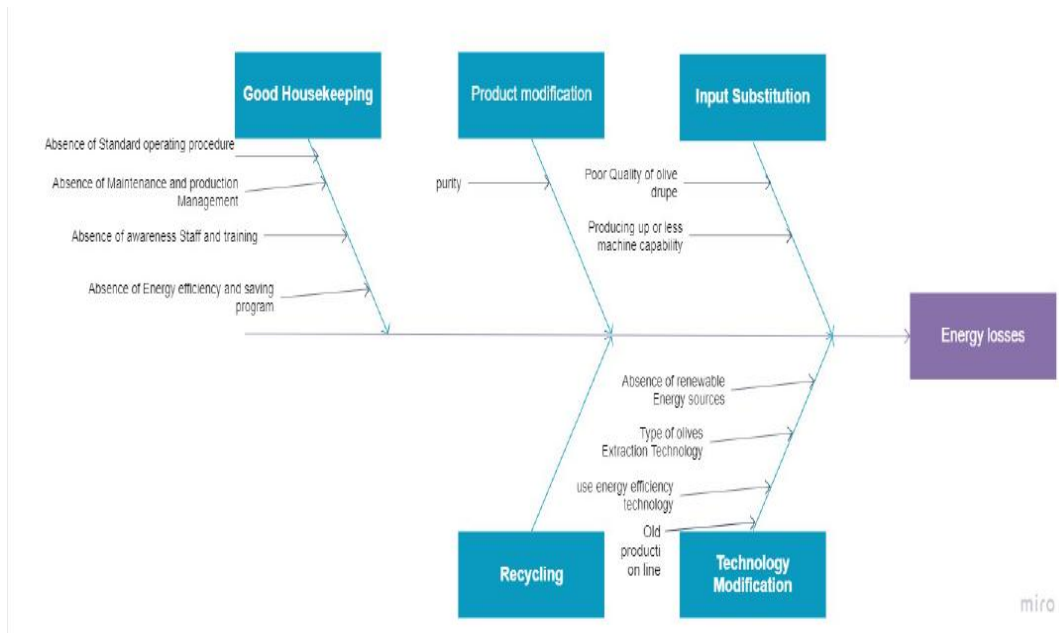 Good Housekeeping
Product modification
Input Substitution
Absence of Standard operating procedure
Absence of Maintenance and production
Management
Absence of awareness Staff and training
Absence of Energy efficiency and saving
program
purity
Poor Quality of olive
drupe
Producing up or less
machine capability
Energy losses
Absence of renewable
Energy sources
Type of olives
Extraction Technology
use energy efficiency
technology
Old
producti
on line
Recycling
Technology
Modification
miro